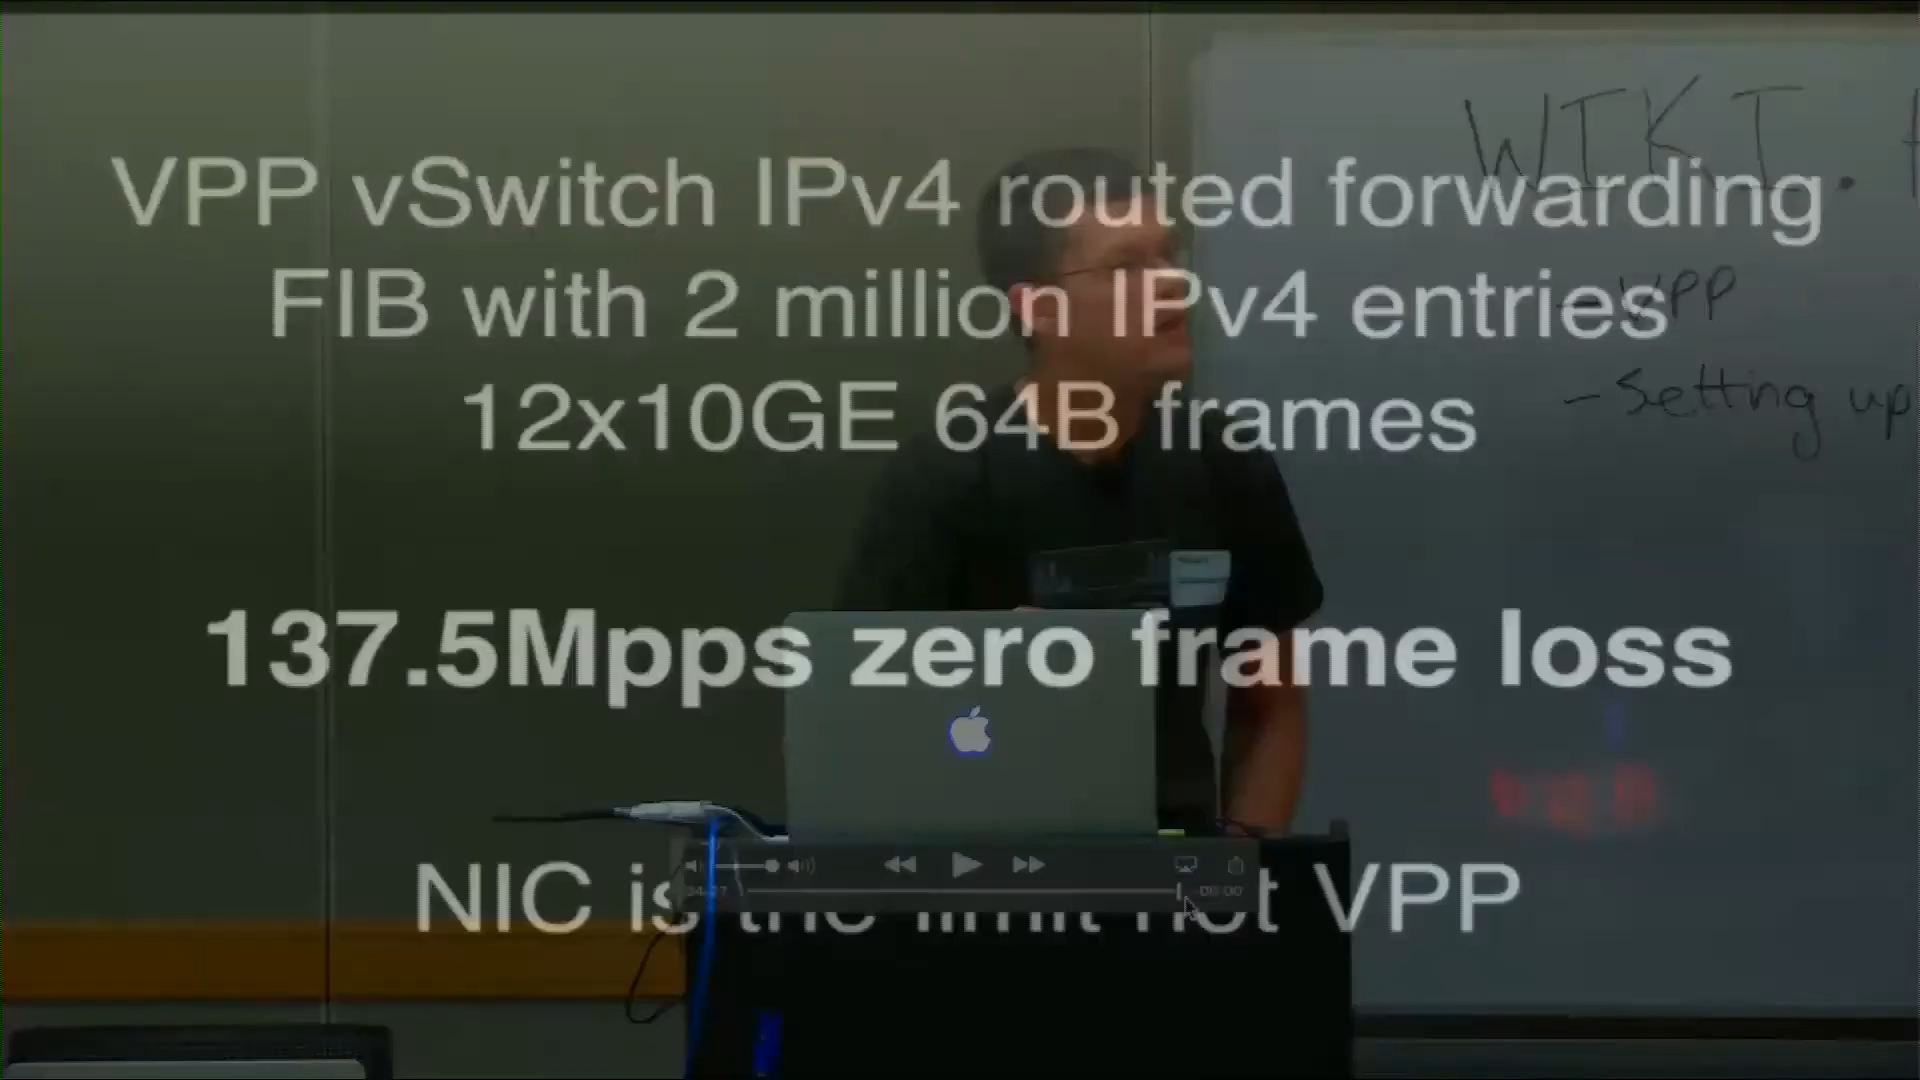 WIKI.
VPP vSwitch IPv4 routed forwarding
FIB with 2 million IPv4 entries
- VPP
12x10GE 64B frames
- Setting up
137.5Mpps zero frame loss
NIC is the limit not VPP